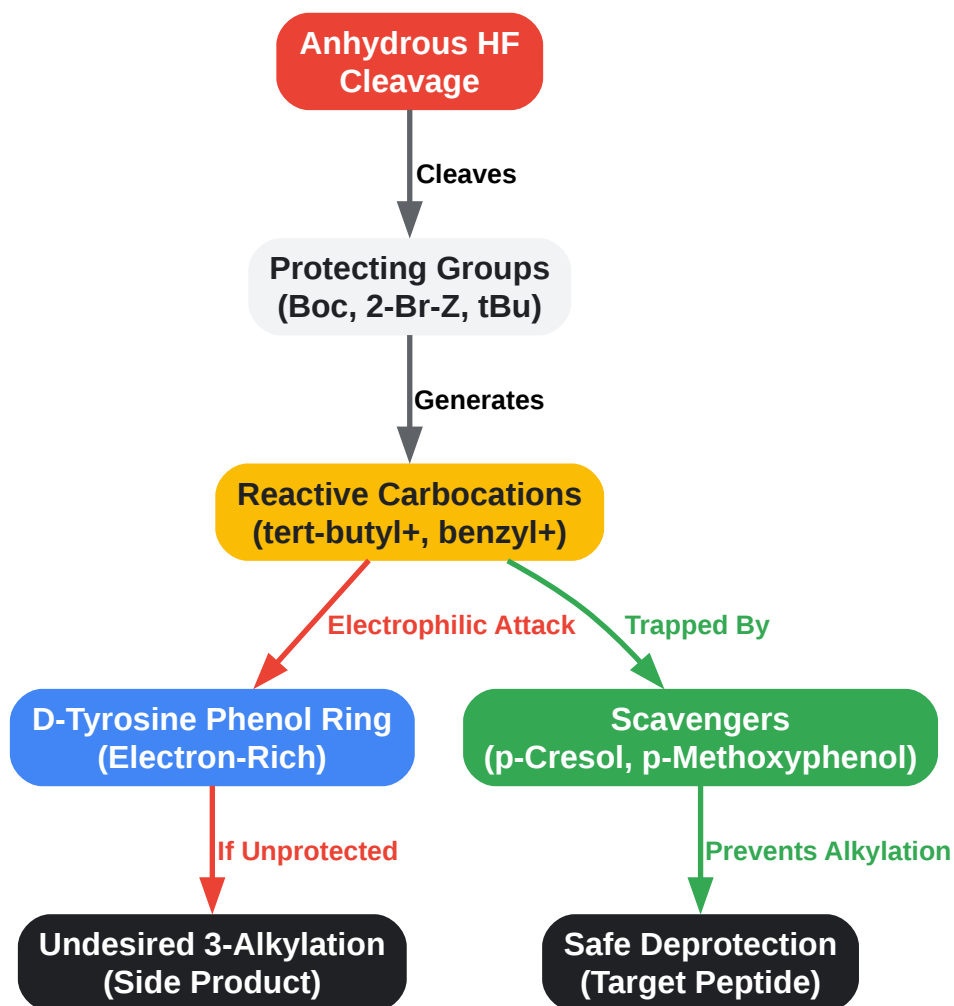 Anhydrous HF
Cleavage
Cleaves
Protecting Groups
(Boc, 2-Br-Z, tBu)
Generates
Reactive Carbocations
(tert-butyl+, benzyl+)
Electrophilic Attack
Trapped By
D-Tyrosine Phenol Ring
(Electron-Rich)
Scavengers
(p-Cresol, p-Methoxyphenol)
If Unprotected
Prevents Alkylation
Undesired 3-Alkylation
(Side Product)
Safe Deprotection
(Target Peptide)